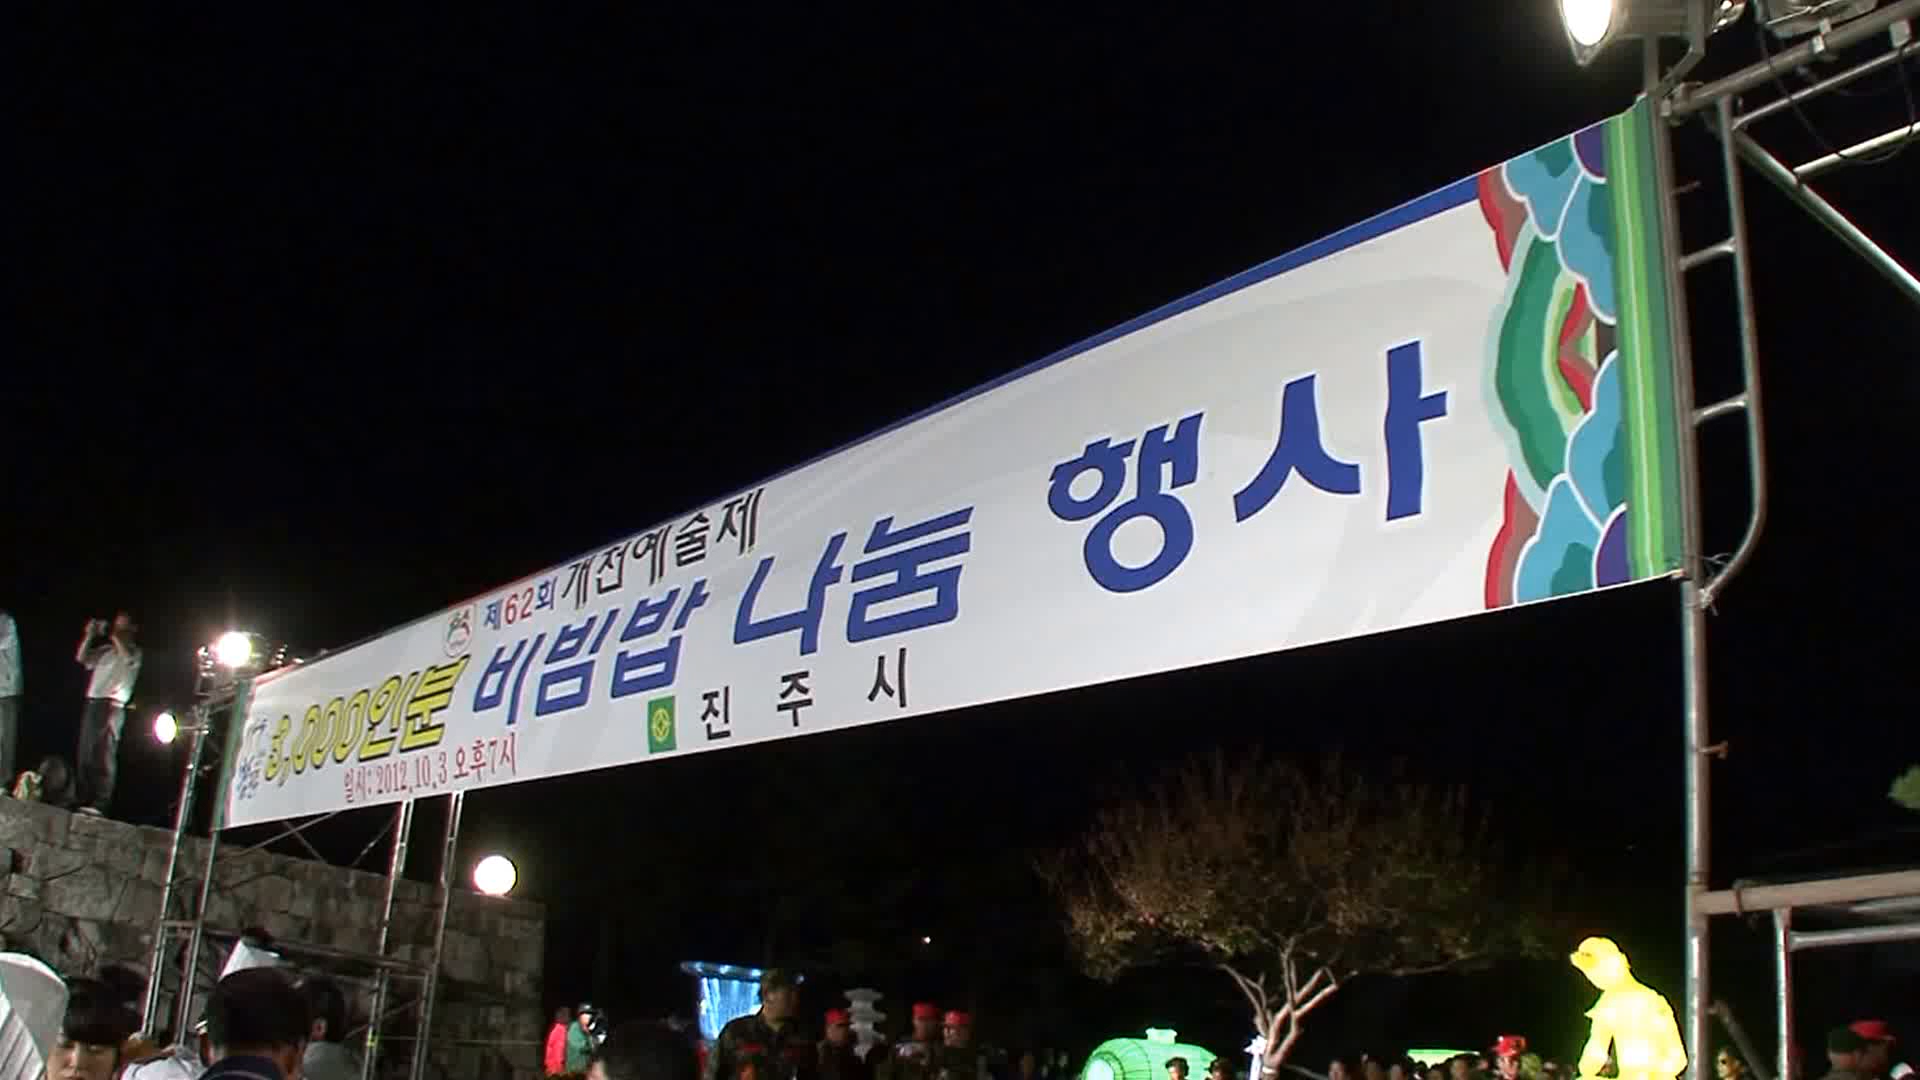 제62회 개천예술제
3,000인분 비빔밥 나눔 행사
일시: 2012.10.3 오후7시
진주시